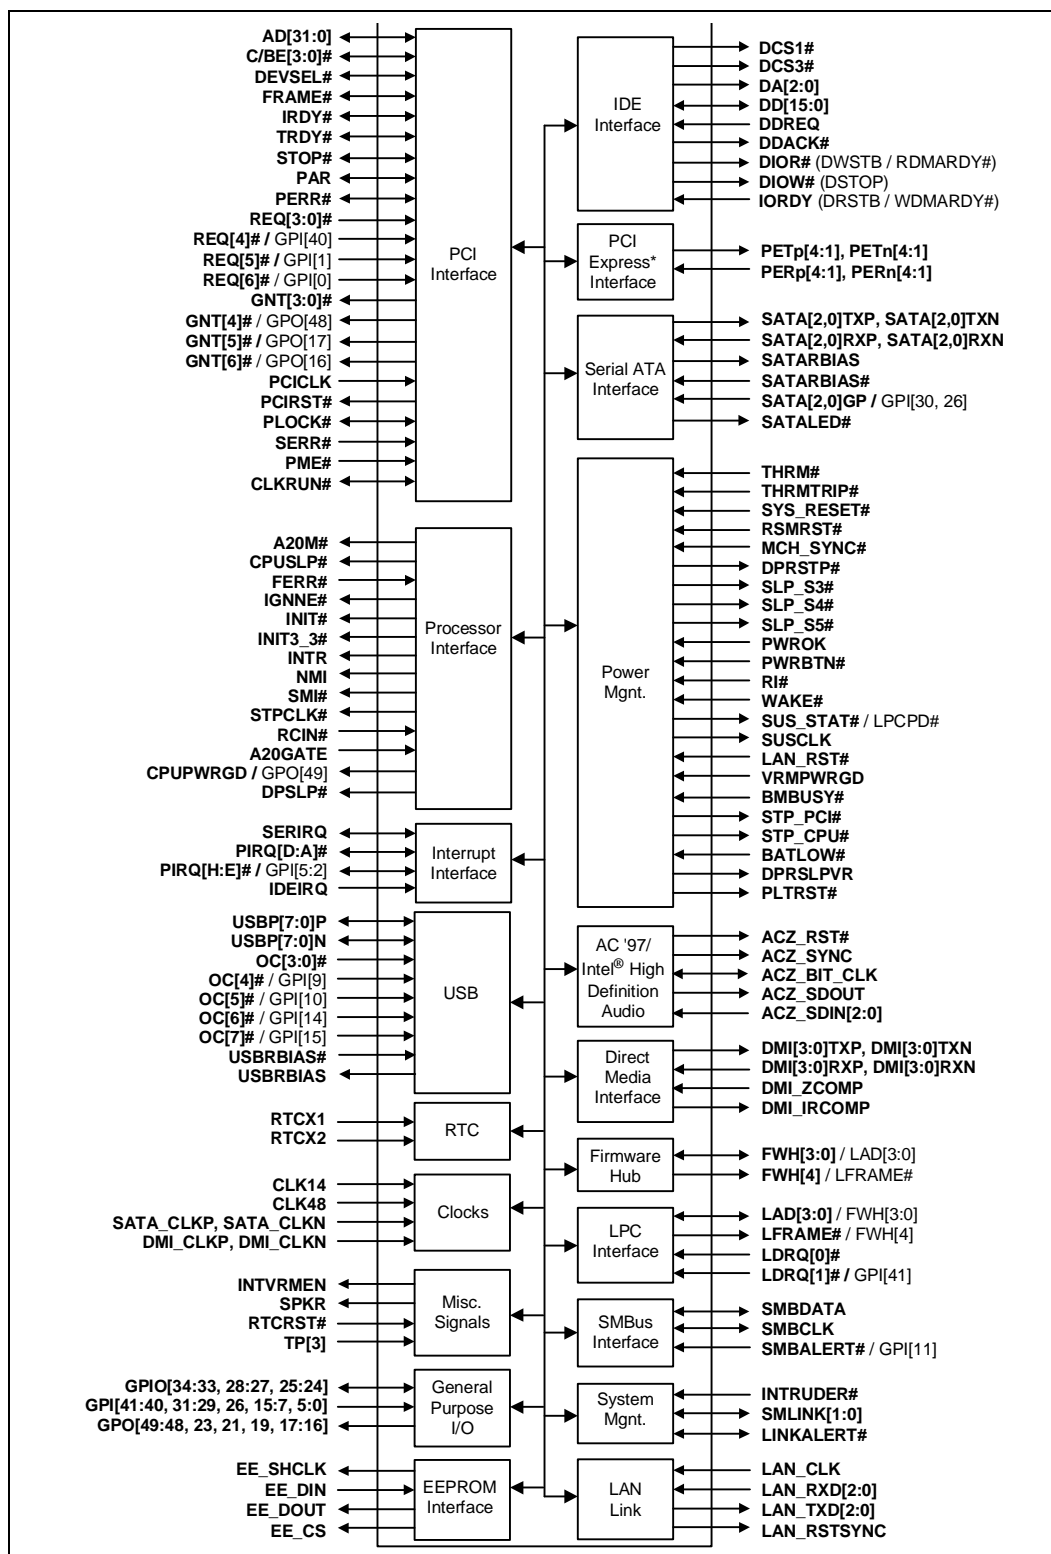 AD[31:0]
C/BE[3:0]#
DEVSEL#
FRAME#
IRDY#
TRDY#
STOP#
PAR
PERR#
REQ[3:0]#
REQ[4]# / GPI[40]
REQ[5]# / GPI[1]
REQ[6]# / GPI[0]
GNT[3:0]#
GNT[4]# / GPO[48]
GNT[5]# / GPO[17]
GNT[6]# / GPO[16]
PCICLK
PCIRST#
PLOCK#
SERR#
PME#
CLKRUN#
PCI
Interface
A20M#
CPUSLP#
FERR#
IGNNE#
INIT#
INIT3_3#
INTR
NMI
SMI#
STPCLK#
RCIN#
A20GATE
CPUPWRGD / GPO[49]
DPSLP#
Processor
Interface
SERIRQ
PIRQ[D:A]#
PIRQ[H:E]# / GPI[5:2]
IDEIRQ
Interrupt
Interface
USBP[7:0]P
USBP[7:0]N
OC[3:0]#
OC[4]# / GPI[9]
OC[5]# / GPI[10]
OC[6]# / GPI[14]
OC[7]# / GPI[15]
USBRBIAS#
USBRBIAS
USB
RTCX1
RTCX2
RTC
CLK14
CLK48
SATA_CLKP, SATA_CLKN
DMI_CLKP, DMI_CLKN
Clocks
INTVRMEN
SPKR
RTCRST#
TP[3]
Misc.
Signals
GPIO[34:33, 28:27, 25:24]
GPI[41:40, 31:29, 26, 15:7, 5:0]
GPO[49:48, 23, 21, 19, 17:16]
General
Purpose
I/O
EE_SHCLK
EE_DIN
EE_DOUT
EE_CS
EEPROM
Interface
IDE
Interface
DCS1#
DCS3#
DA[2:0]
DD[15:0]
DDREQ
DDACK#
DIOR# (DWSTB / RDMARDY#)
DIOW# (DSTOP)
IORDY (DRSTB / WDMARDY#)
PCI
Express*
Interface
PETp[4:1], PETn[4:1]
PERp[4:1], PERn[4:1]
Serial ATA
Interface
SATA[2,0]TXP, SATA[2,0]TXN
SATA[2,0]RXP, SATA[2,0]RXN
SATARBIAS
SATARBIAS#
SATA[2,0]GP / GPI[30, 26]
SATALED#
Power
Mgnt.
THRM#
THRMTRIP#
SYS_RESET#
RSMRST#
MCH_SYNC#
DPRSTP#
SLP_S3#
SLP_S4#
SLP_S5#
PWROK
PWRBTN#
RI#
WAKE#
SUS_STAT# / LPCPD#
SUSCLK
LAN_RST#
VRMPWRGD
BMBUSY#
STP_PCI#
STP_CPU#
BATLOW#
DPRSLPVR
PLTRST#
AC '97/
Intel® High
Definition
Audio
ACZ_RST#
ACZ_SYNC
ACZ_BIT_CLK
ACZ_SDOUT
ACZ_SDIN[2:0]
Direct
Media
Interface
DMI[3:0]TXP, DMI[3:0]TXN
DMI[3:0]RXP, DMI[3:0]RXN
DMI_ZCOMP
DMI_IRCOMP
Firmware
Hub
FWH[3:0] / LAD[3:0]
FWH[4] / LFRAME#
LPC
Interface
LAD[3:0] / FWH[3:0]
LFRAME# / FWH[4]
LDRQ[0]#
LDRQ[1]# / GPI[41]
SMBus
Interface
SMBDATA
SMBCLK
SMBALERT# / GPI[11]
System
Mgnt.
INTRUDER#
SMLINK[1:0]
LINKALERT#
LAN
Link
LAN_CLK
LAN_RXD[2:0]
LAN_TXD[2:0]
LAN_RSTSYNC